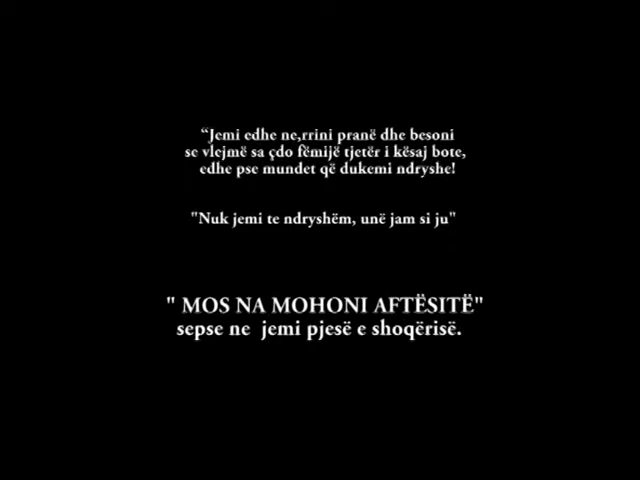 “Jemi edhe ne,rrini pranë dhe besoni
se vlejmë sa çdo fëmijë tjetër i kësaj bote,
edhe pse mundet që dukemi ndryshe!
"Nuk jemi te ndryshëm, unë jam si ju"
" MOS NA MOHONI AFTËSITË"
sepse ne jemi pjesë e shoqërisë.